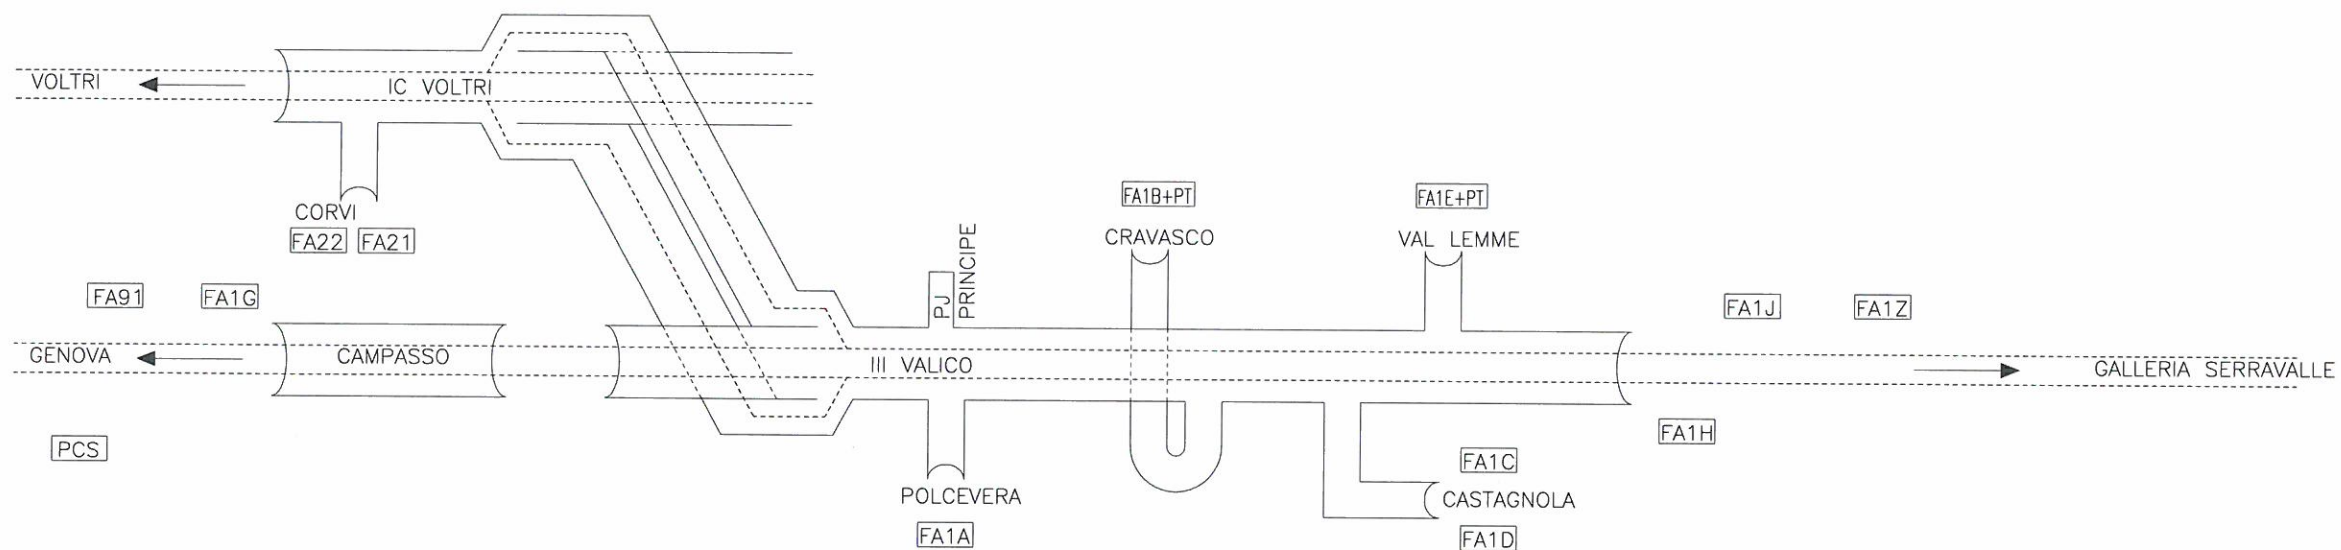 VOLTRI
IC VOLTRI
CORVI
FA22 FA21
FA91 FA1G
GENOVA
CAMPASSO
PCS
III VALICO
PJ
PRINCIPE
POLCEVERA
FA1A
FA1B+PT
CRAVASCO
FA1E+PT
VAL LEMME
FA1C
CASTAGNOLA
FA1D
FA1J FA1Z
FA1H
GALLERIA SERRAVALLE